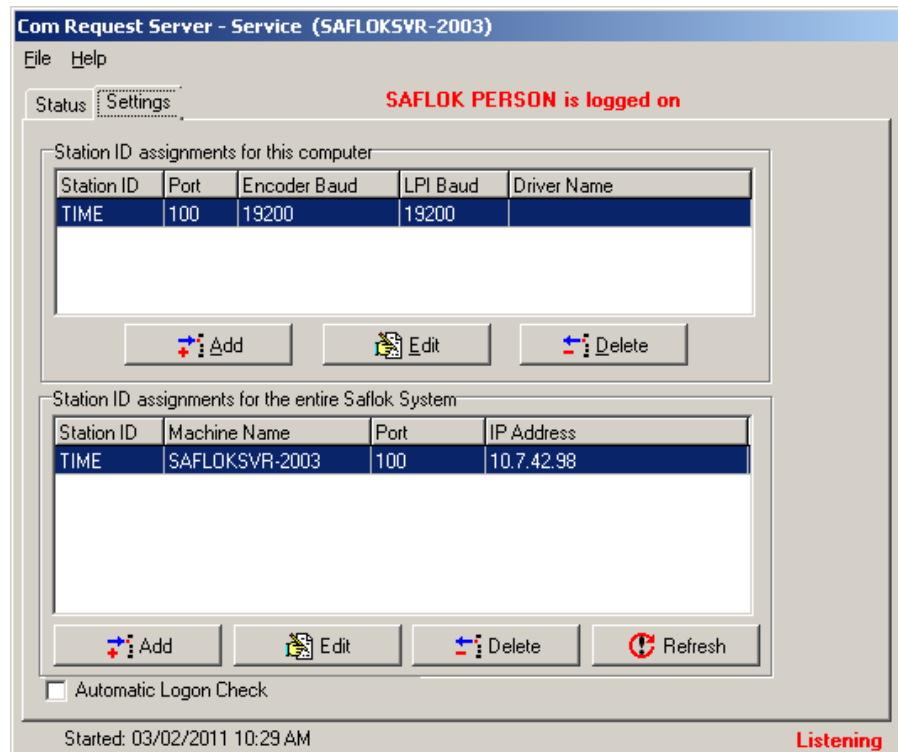 Com Request Server - Service (SAFLOKSVR-2003)
File Help
Status Settings SAFLOK PERSON is logged on
Station ID assignments for this computer
Station ID Port Encoder Baud LPI Baud Driver Name
TIME 100 19200 19200
Add Edit Delete
Station ID assignments for the entire Saflok System
Station ID Machine Name Port IP Address
TIME SAFLOKSVR-2003 100 10.7.42.98
Add Edit Delete Refresh
Automatic Logon Check
Started: 03/02/2011 10:29 AM Listening